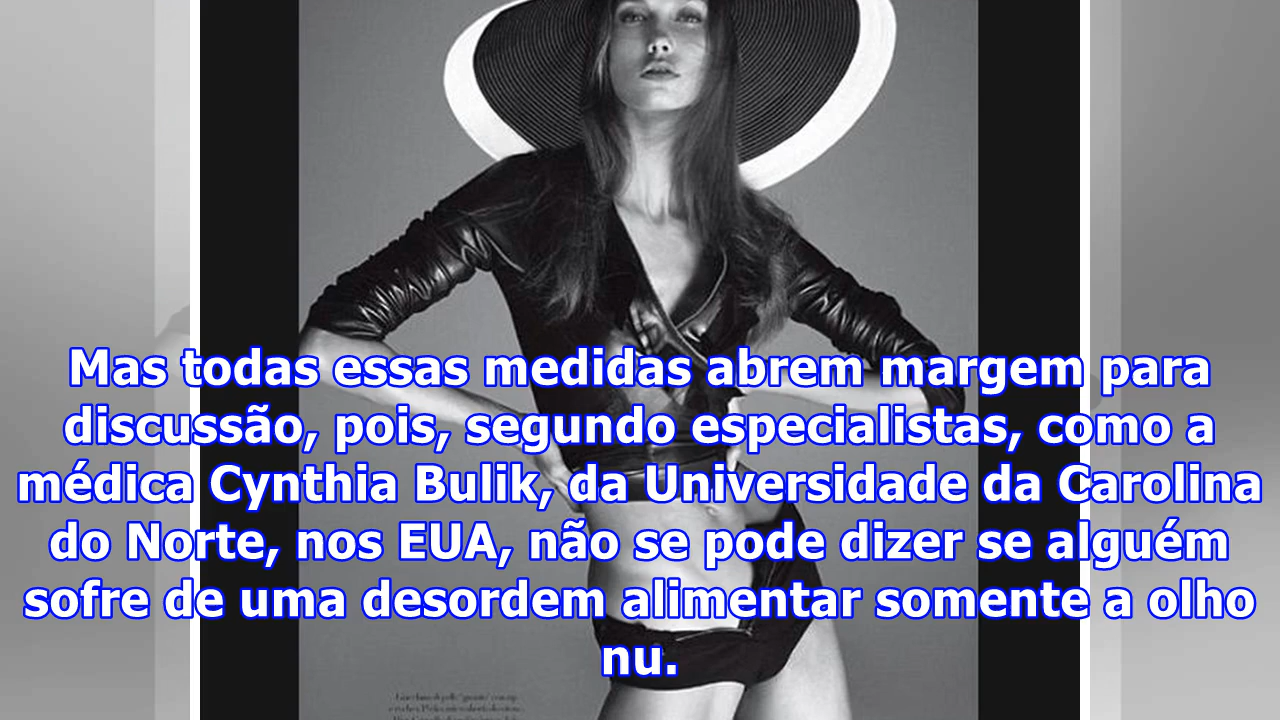 Mas todas essas medidas abrem margem para
discussão, pois, segundo especialistas, como a
médica Cynthia Bulik, da Universidade da Carolina
do Norte, nos EUA, não se pode dizer se alguém
sofre de uma desordem alimentar somente a olho
nu.